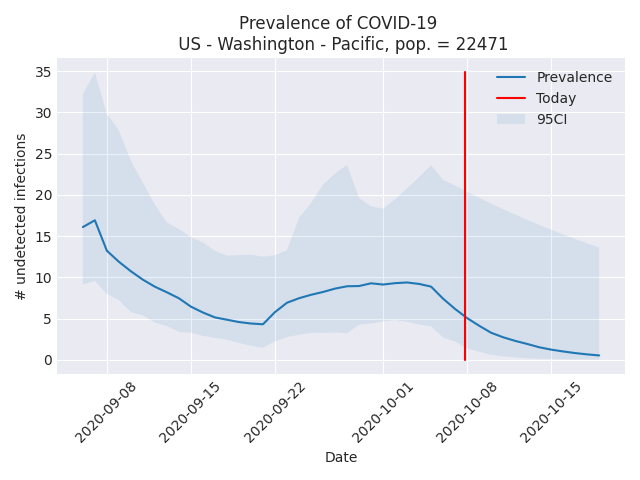 Prevalence of COVID-19
US - Washington - Pacific, pop. = 22471
# undetected infections
35
30
25
20
15
10
5
0
Prevalence
Today
95CI
2020-09-08
2020-09-15
2020-09-22
2020-10-01
2020-10-08
2020-10-15
Date